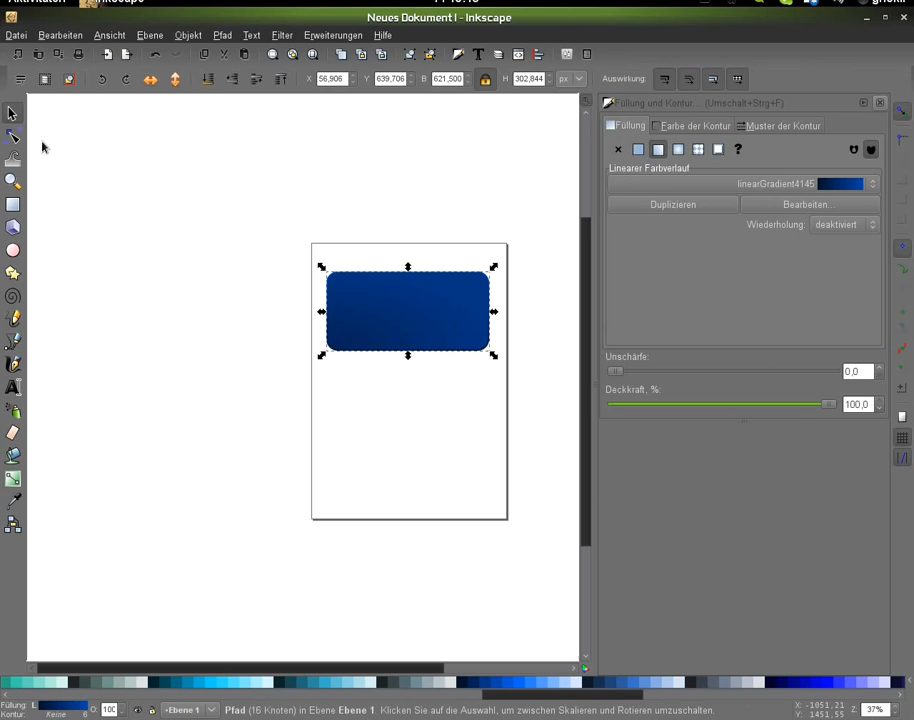 Neues Dokument I - Inkscape
Datei Bearbeiten Ansicht Ebene Objekt Pfad Text Filter Erweiterungen Hilfe
X 56,906 Y 639,706 B 621,500 H 302,844 px Auswirkung:
Füllung und Kontur... (Umschalt+Strg+F)
Füllung Farbe der Kontur Muster der Kontur
Linearer Farbverlauf
linearGradient4145
Duplizieren Bearbeiten...
Wiederholung: deaktiviert
Unschärfe:
0,0
Deckkraft, %:
100,0
Füllung: L O: 100 -Ebene 1 Pfad (16 Knoten) in Ebene Ebene 1. Klicken Sie auf die Auswahl, um zwischen Skalieren und Rotieren umzuschalten. X: -1051,21 Z: 37%
Kontur: Keine 6 Y: 1451,55